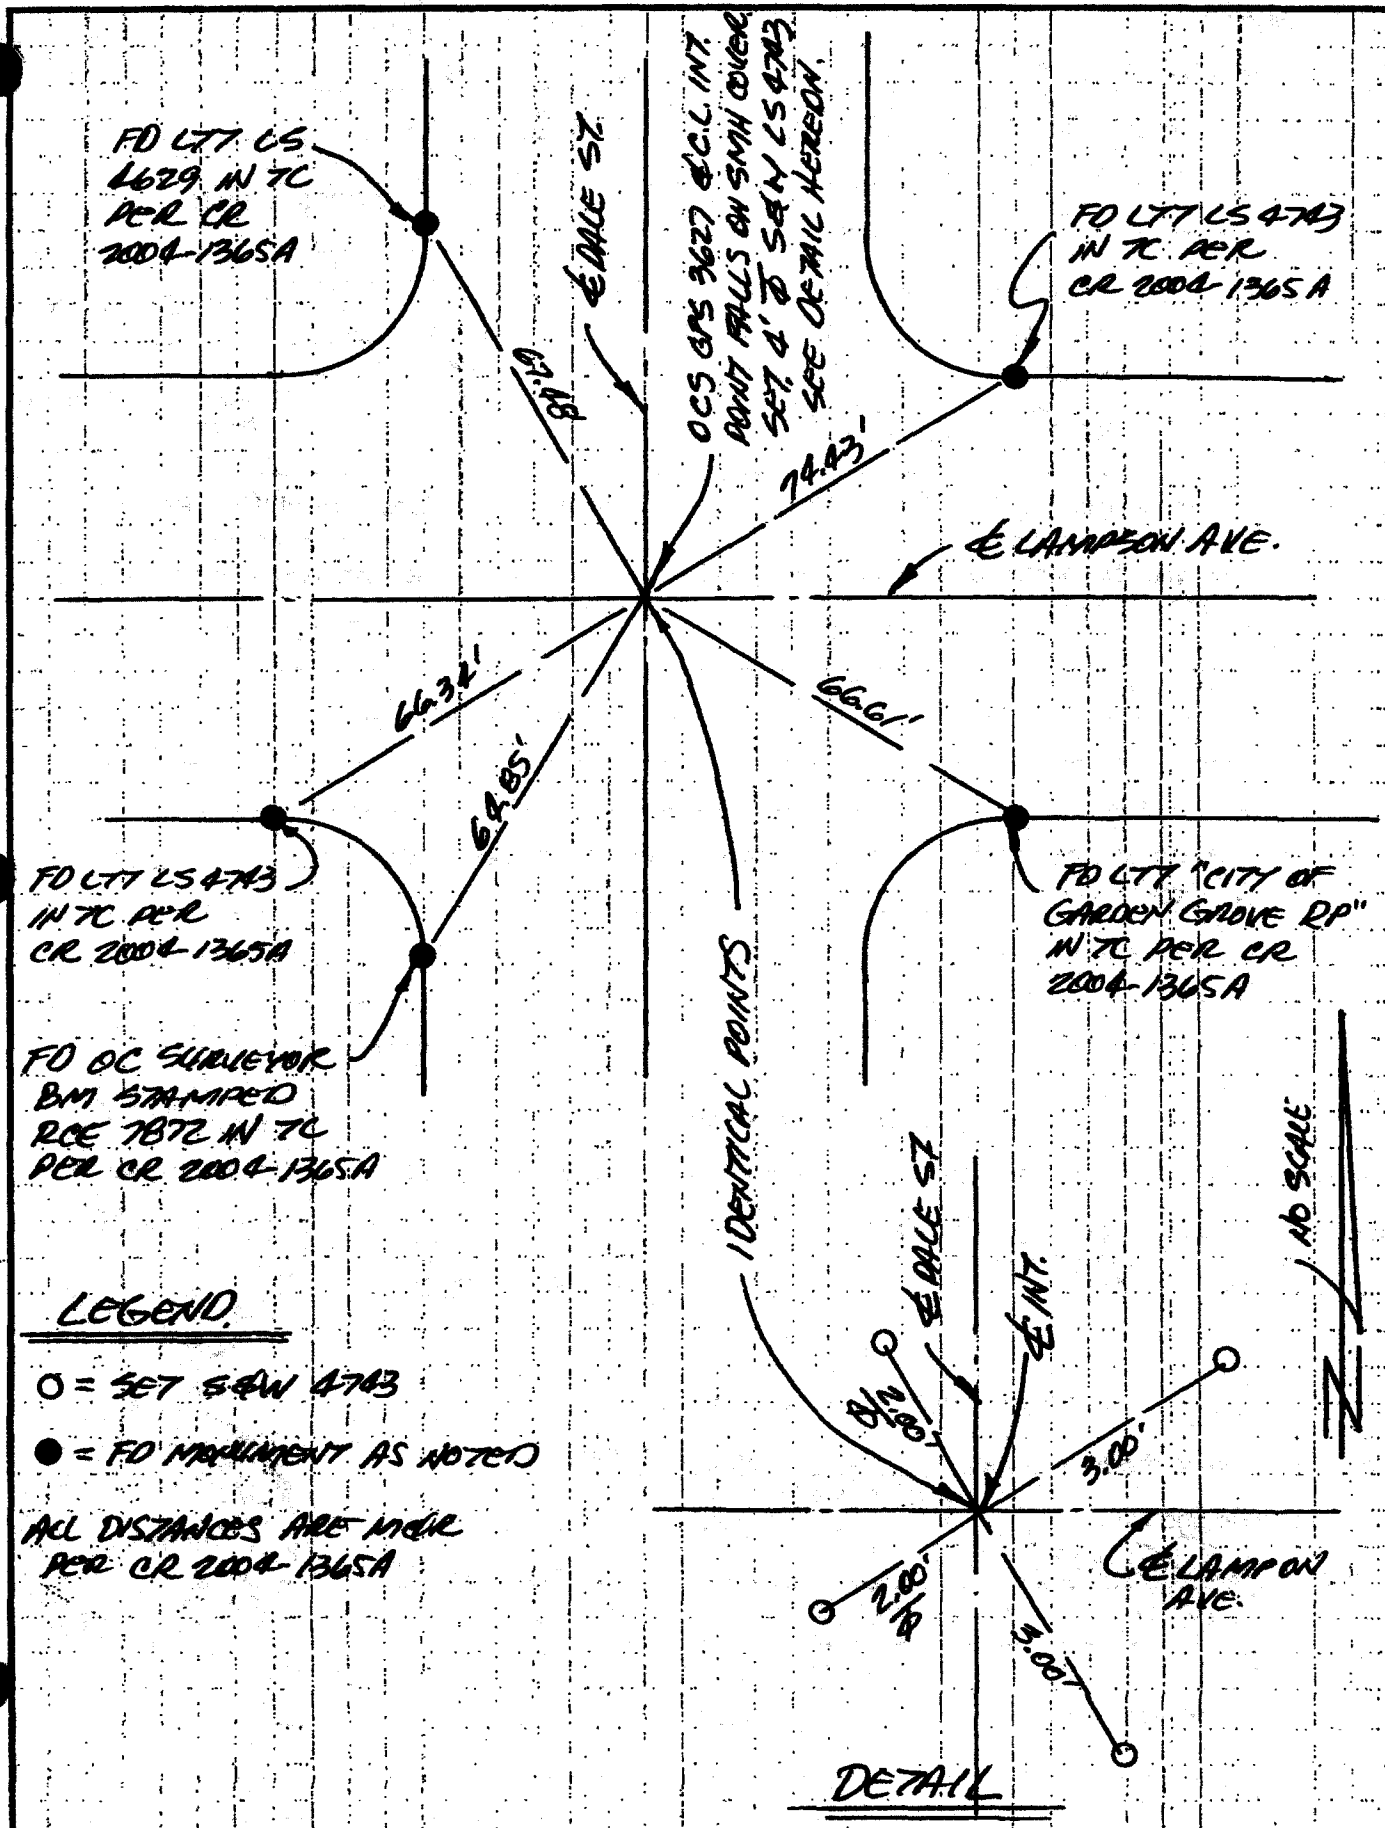 FD LTT LS
4629 IN TC
PER CR
2004-1365A
67.48'
℄ DALE ST.
OCS GPS 3627 @ C.L. INT.
POINT FALLS ON SMH COVER,
SET 4' ⌽ S&W LS 4743
SEE DETAIL HEREON.
FD LTT LS 4743
IN TC PER
CR 2004-1365A
74.43'
℄ LAMPSON AVE.
66.34'
64.85'
66.61'
FD LTT LS 4743
IN TC PER
CR 2004-1365A
FD LTT "CITY OF
GARDEN GROVE RP"
IN TC PER CR
2004-1365A
FD OC SURVEYOR
BM STAMPED
RCE 7872 IN TC
PER CR 2004-1365A
IDENTICAL POINTS
℄ DALE ST
℄ INT.
NO SCALE
N
LEGEND
○ = SET S&W 4743
● = FD MONUMENT AS NOTED
ALL DISTANCES ARE M&R
PER CR 2004-1365A
2.00'
3.00'
2.00'
3.00'
℄ LAMPON
AVE.
DETAIL